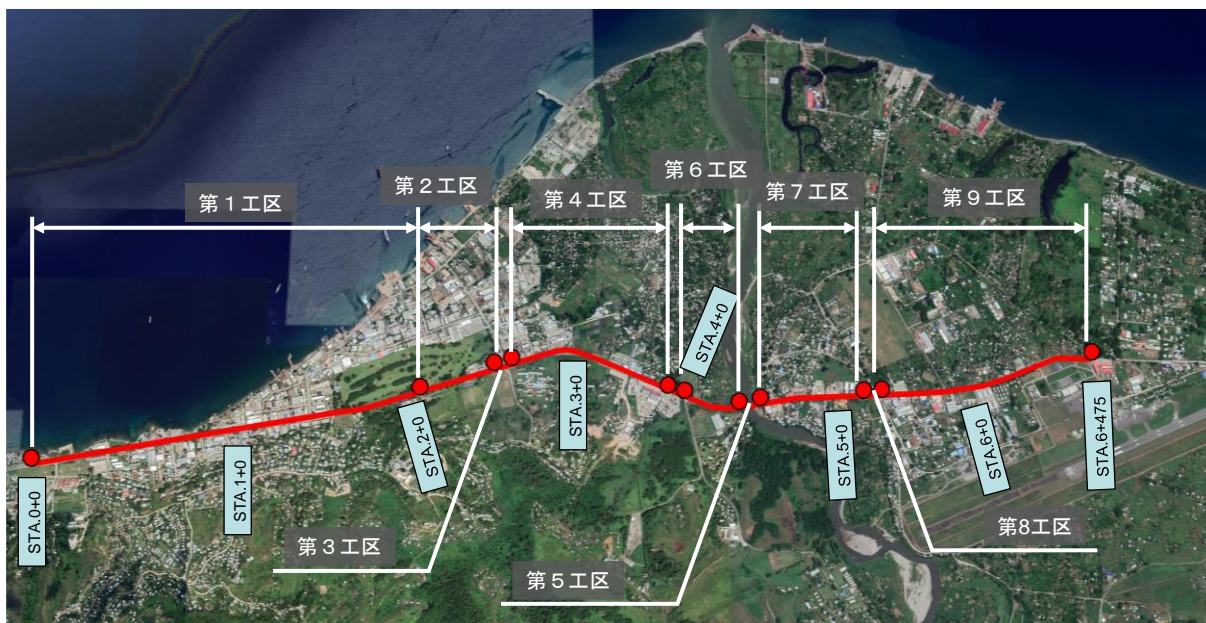 第１工区
第２工区
第４工区
第６工区
第７工区
第９工区
STA.0+0
STA.1+0
STA.2+0
STA.3+0
STA.4+0
STA.5+0
STA.6+0
STA.6+475
第３工区
第５工区
第8工区